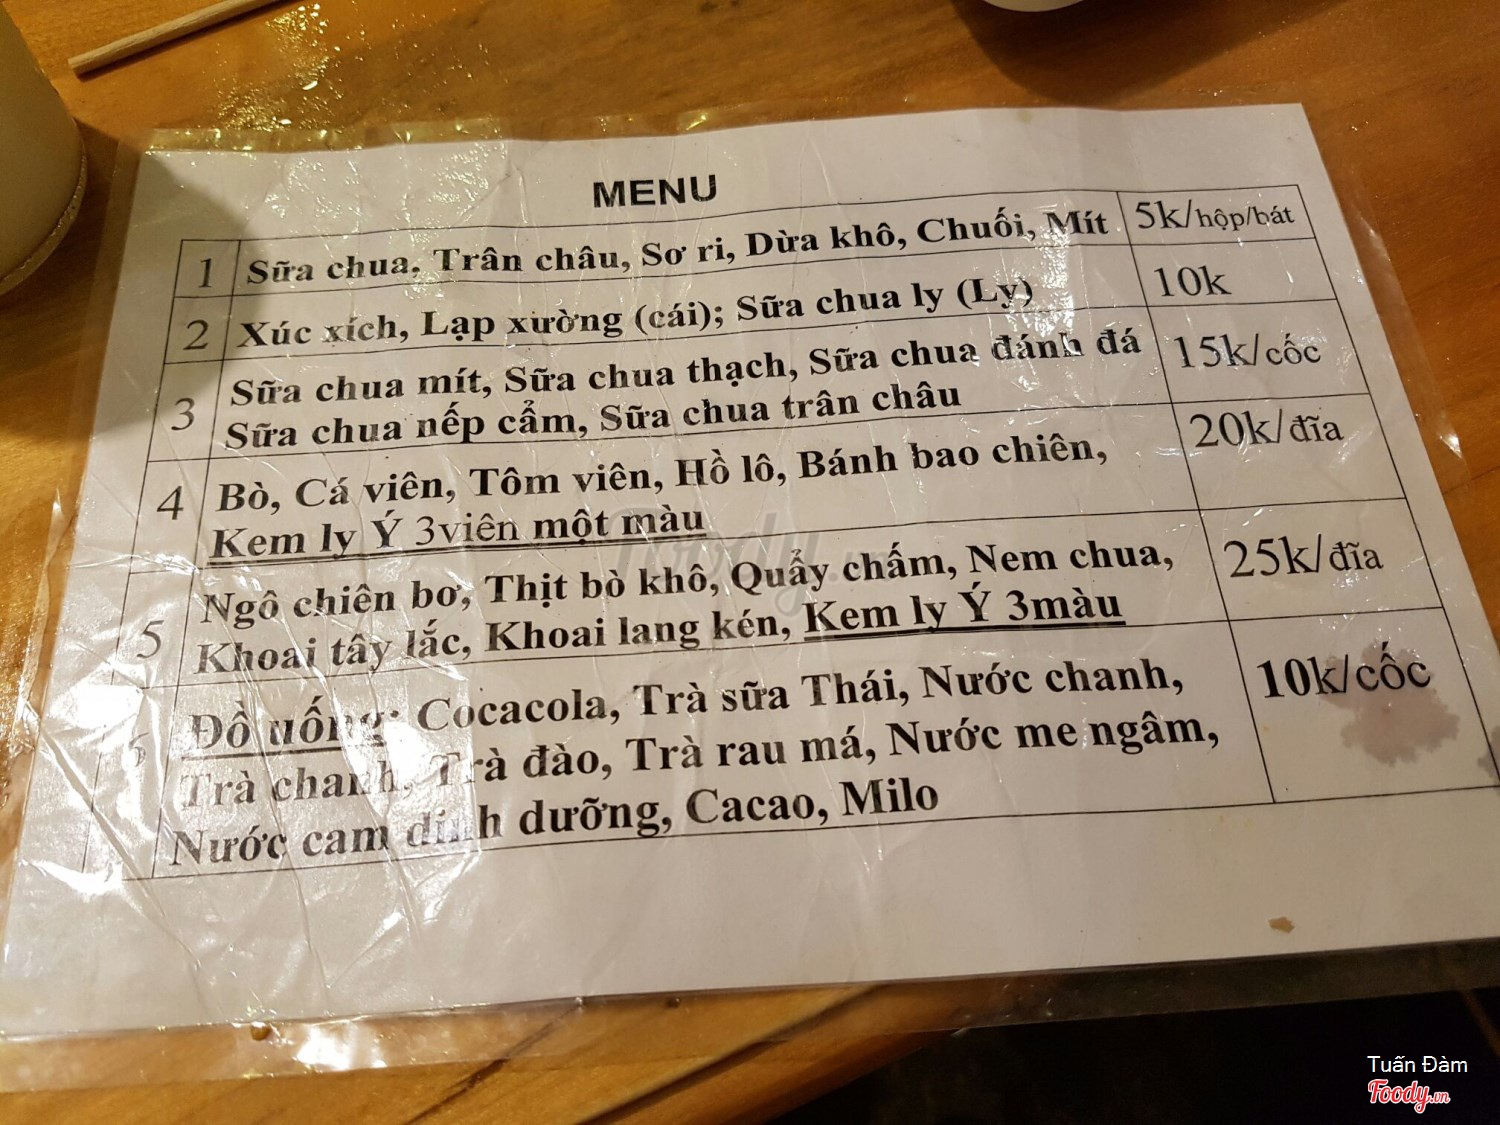 MENU
1 Sữa chua, Trân châu, Sơ ri, Dừa khô, Chuối, Mít 5k/hộp/bát
2 Xúc xích, Lạp xường (cái); Sữa chua ly (Ly) 10k
3 Sữa chua mít, Sữa chua thạch, Sữa chua đánh đá 15k/cốc
Sữa chua nếp cẩm, Sữa chua trân châu
4 Bò, Cá viên, Tôm viên, Hồ lô, Bánh bao chiên, 20k/đĩa
Kem ly Ý 3viên một màu
5 Ngô chiên bơ, Thịt bò khô, Quẩy chấm, Nem chua, 25k/đĩa
Khoai tây lắc, Khoai lang kén, Kem ly Ý 3màu
6 Đồ uống: Cocacola, Trà sữa Thái, Nước chanh, 10k/cốc
Trà chanh, Trà đào, Trà rau má, Nước me ngâm,
Nước cam dinh dưỡng, Cacao, Milo
Foody.vn
Tuấn Đàm
Foody.vn